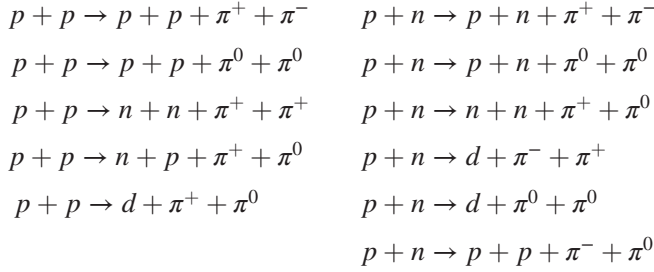 p + p → p + p + π⁺ + π⁻
p + p → p + p + π⁰ + π⁰
p + p → n + n + π⁺ + π⁺
p + p → n + p + π⁺ + π⁰
p + p → d + π⁺ + π⁰
p + n → p + n + π⁺ + π⁻
p + n → p + n + π⁰ + π⁰
p + n → n + n + π⁺ + π⁰
p + n → d + π⁻ + π⁺
p + n → d + π⁰ + π⁰
p + n → p + p + π⁻ + π⁰